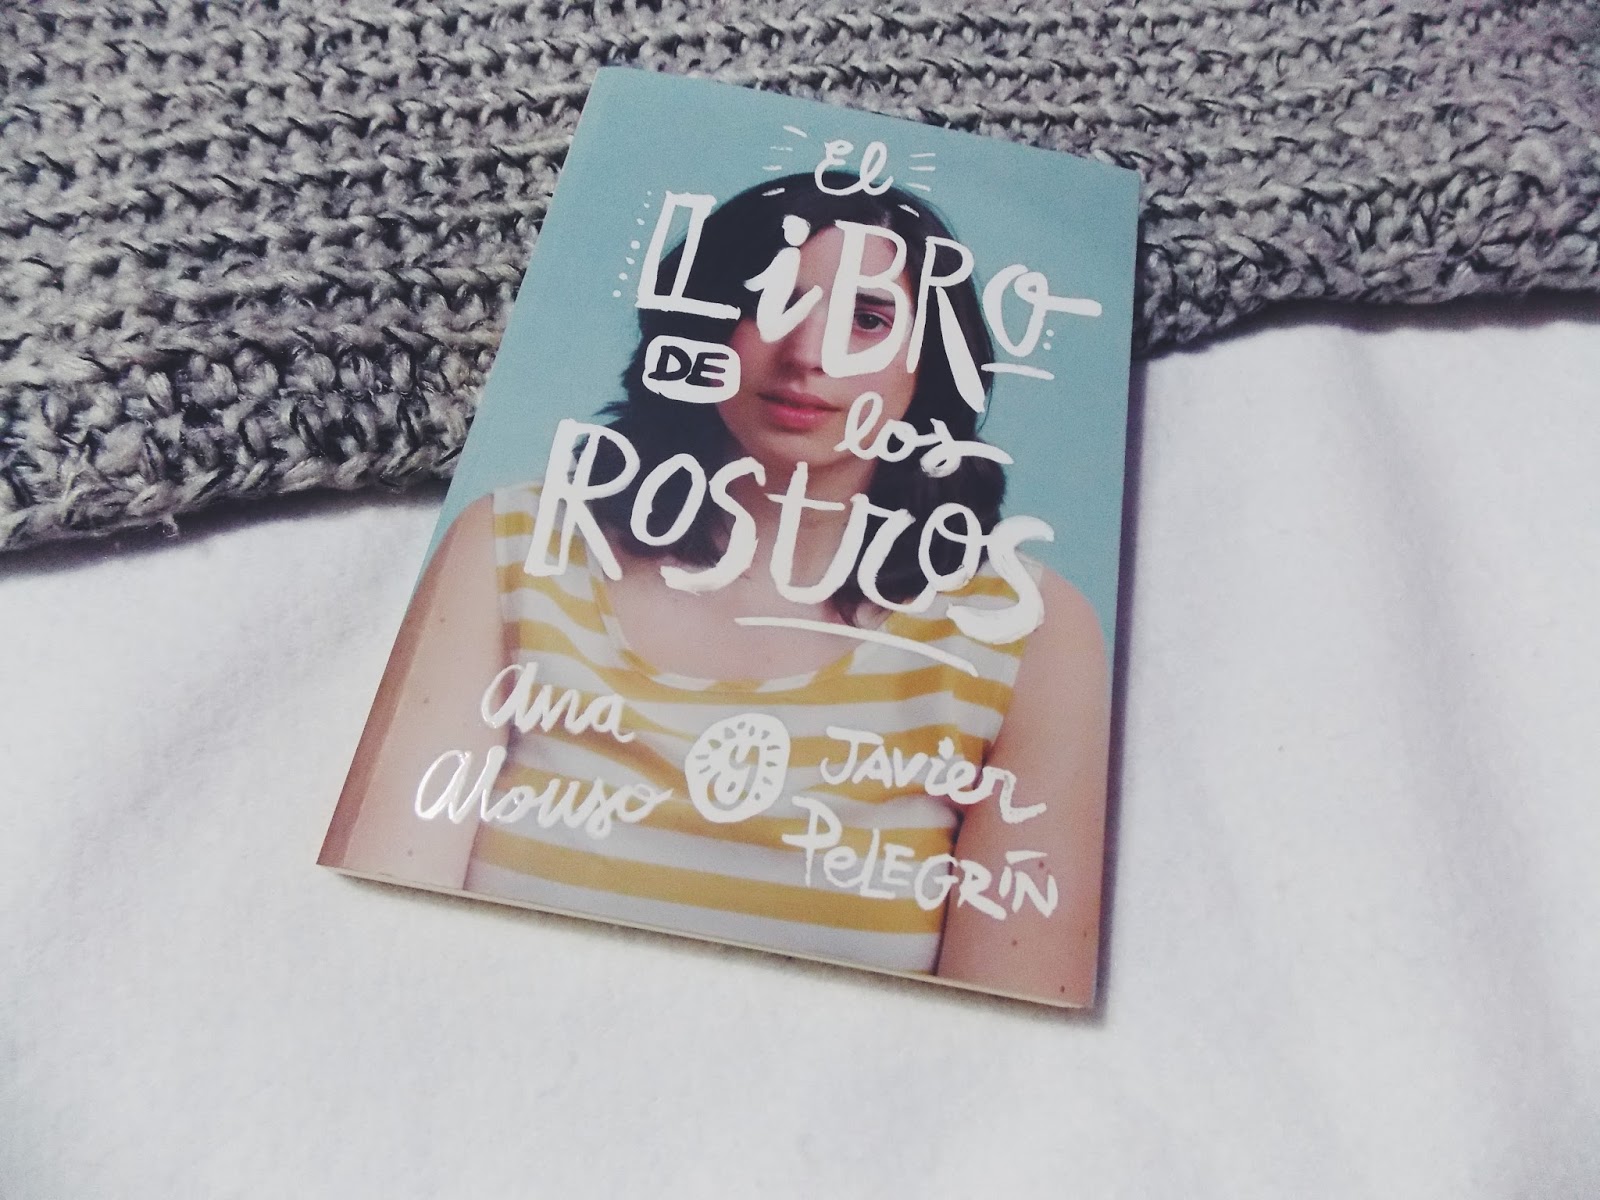 El
LiBRO
DE los
ROStros
ana Javier
alonso y PeLEGRÍN